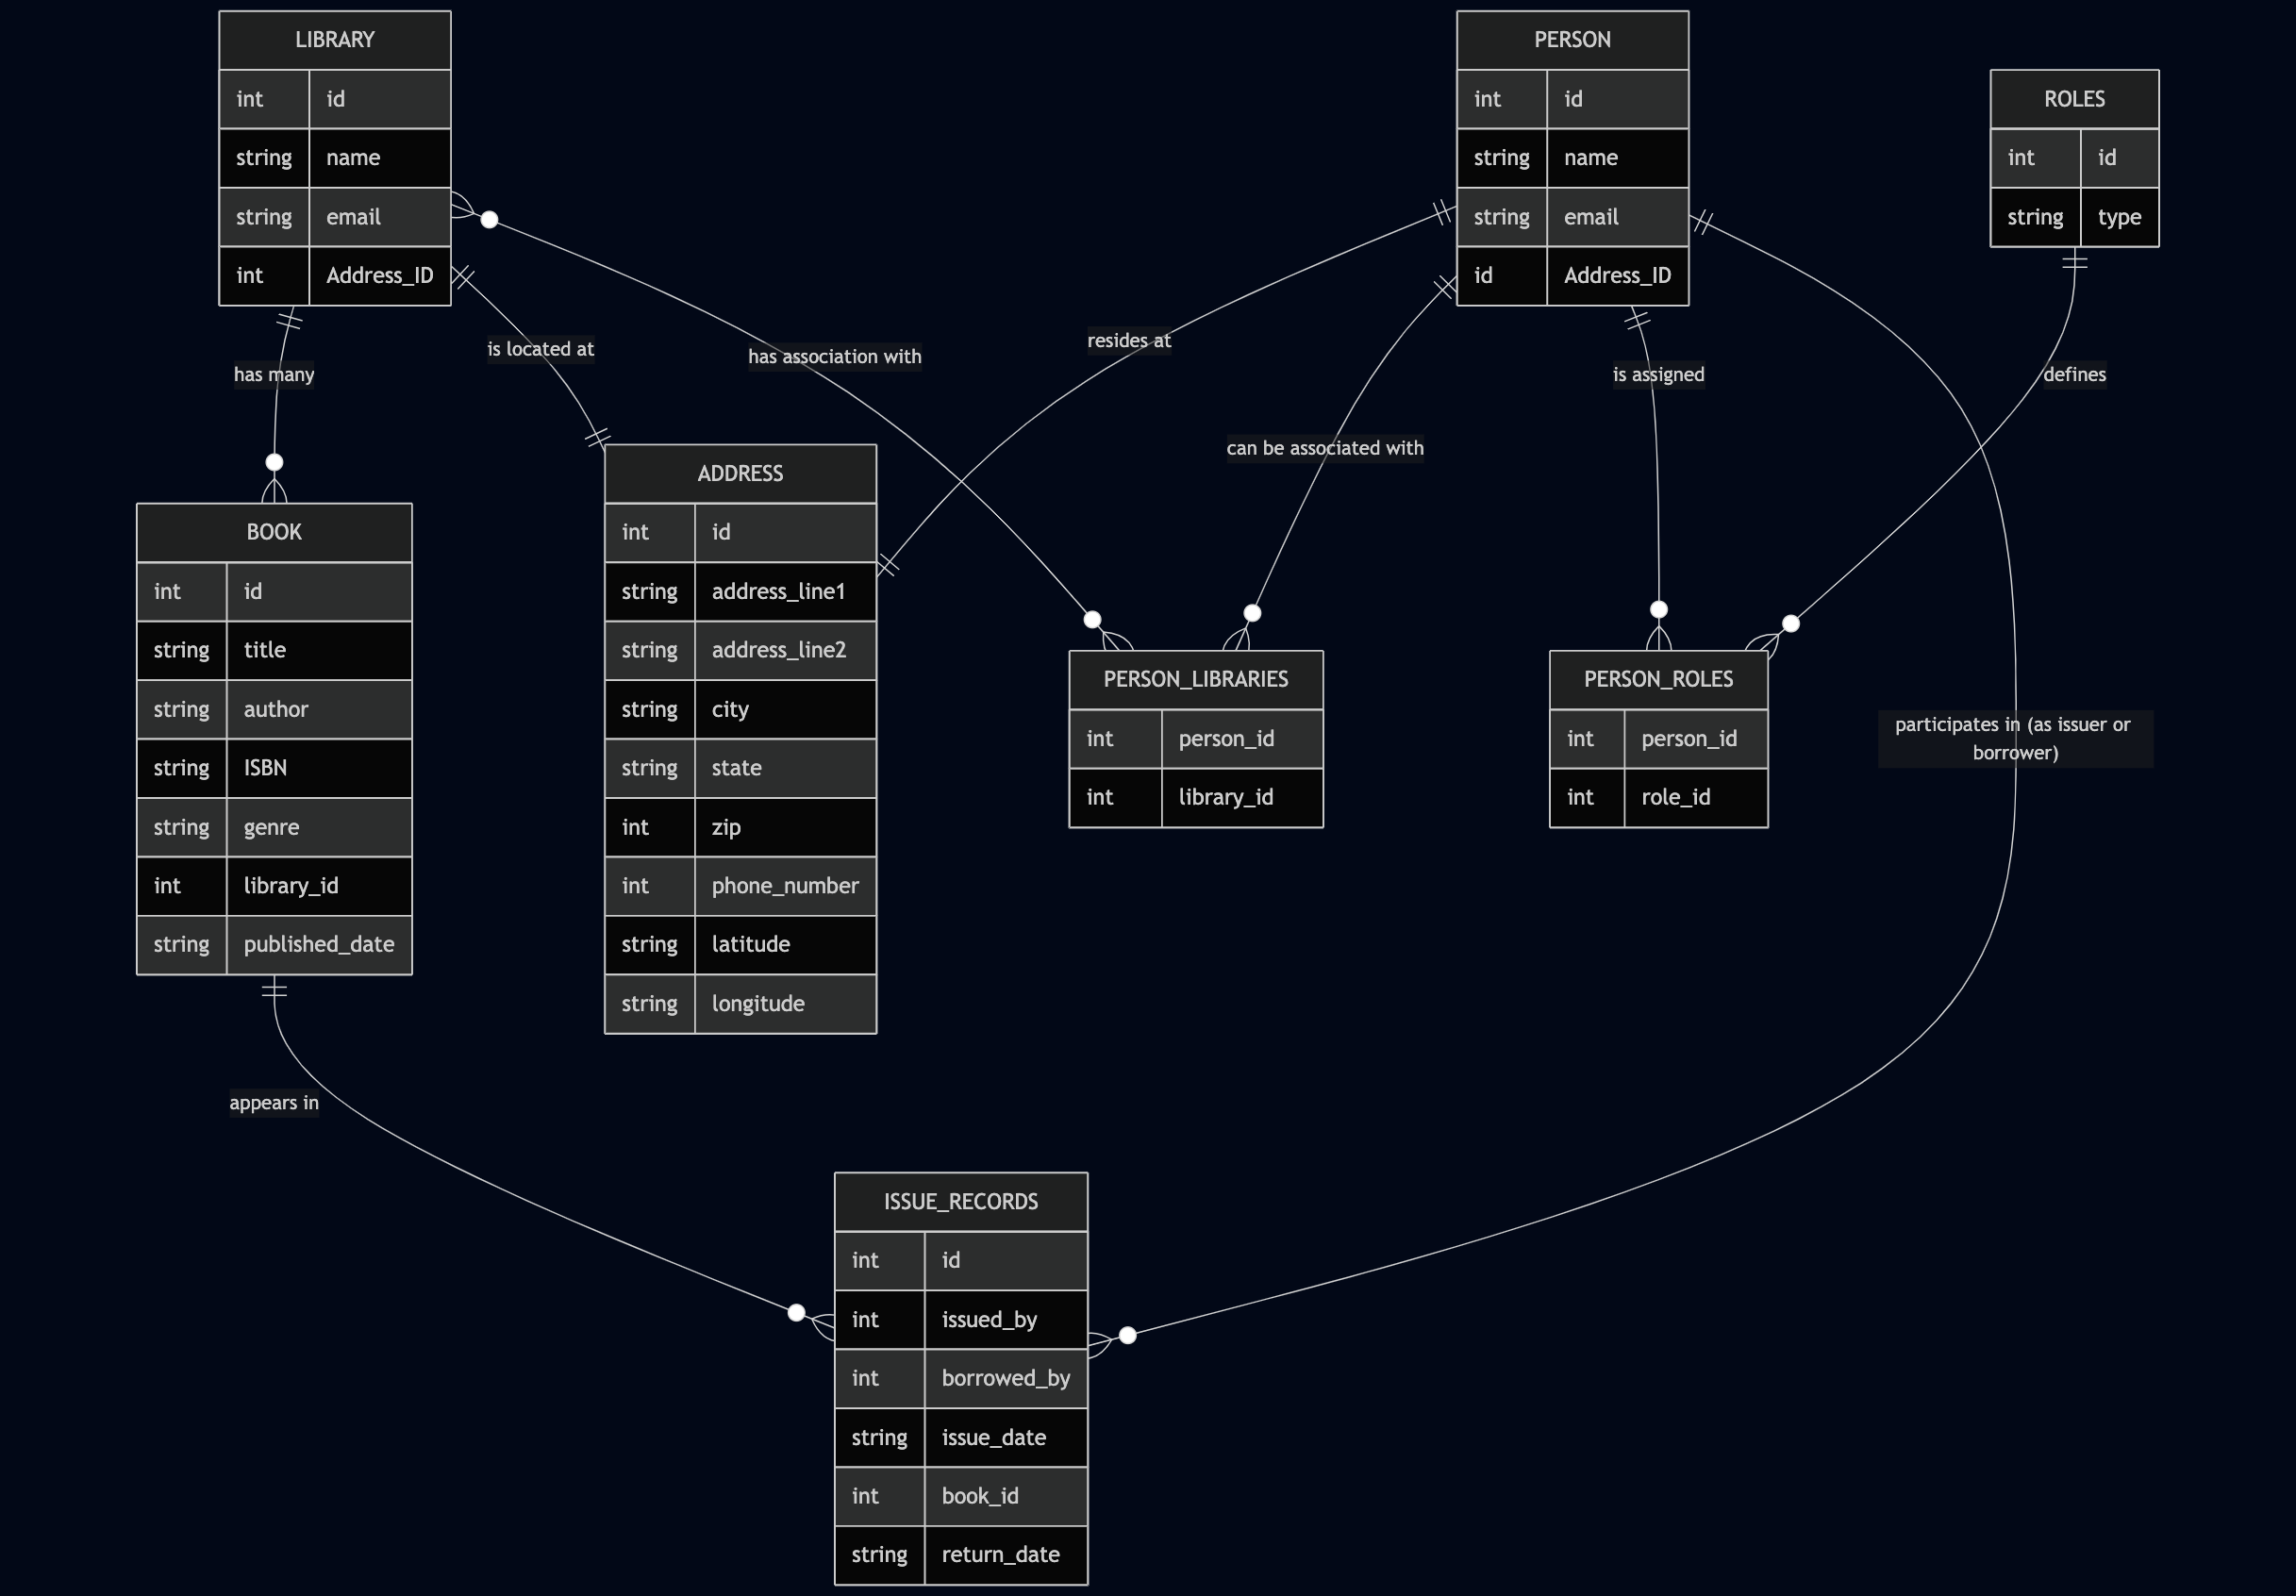 LIBRARY
int id
string name
string email
int Address_ID
PERSON
int id
string name
string email
id Address_ID
ROLES
int id
string type
has many
is located at
has association with
resides at
can be associated with
is assigned
defines
BOOK
int id
string title
string author
string ISBN
string genre
int library_id
string published_date
ADDRESS
int id
string address_line1
string address_line2
string city
string state
int zip
int phone_number
string latitude
string longitude
PERSON_LIBRARIES
int person_id
int library_id
PERSON_ROLES
int person_id
int role_id
participates in (as issuer or
borrower)
appears in
ISSUE_RECORDS
int id
int issued_by
int borrowed_by
string issue_date
int book_id
string return_date